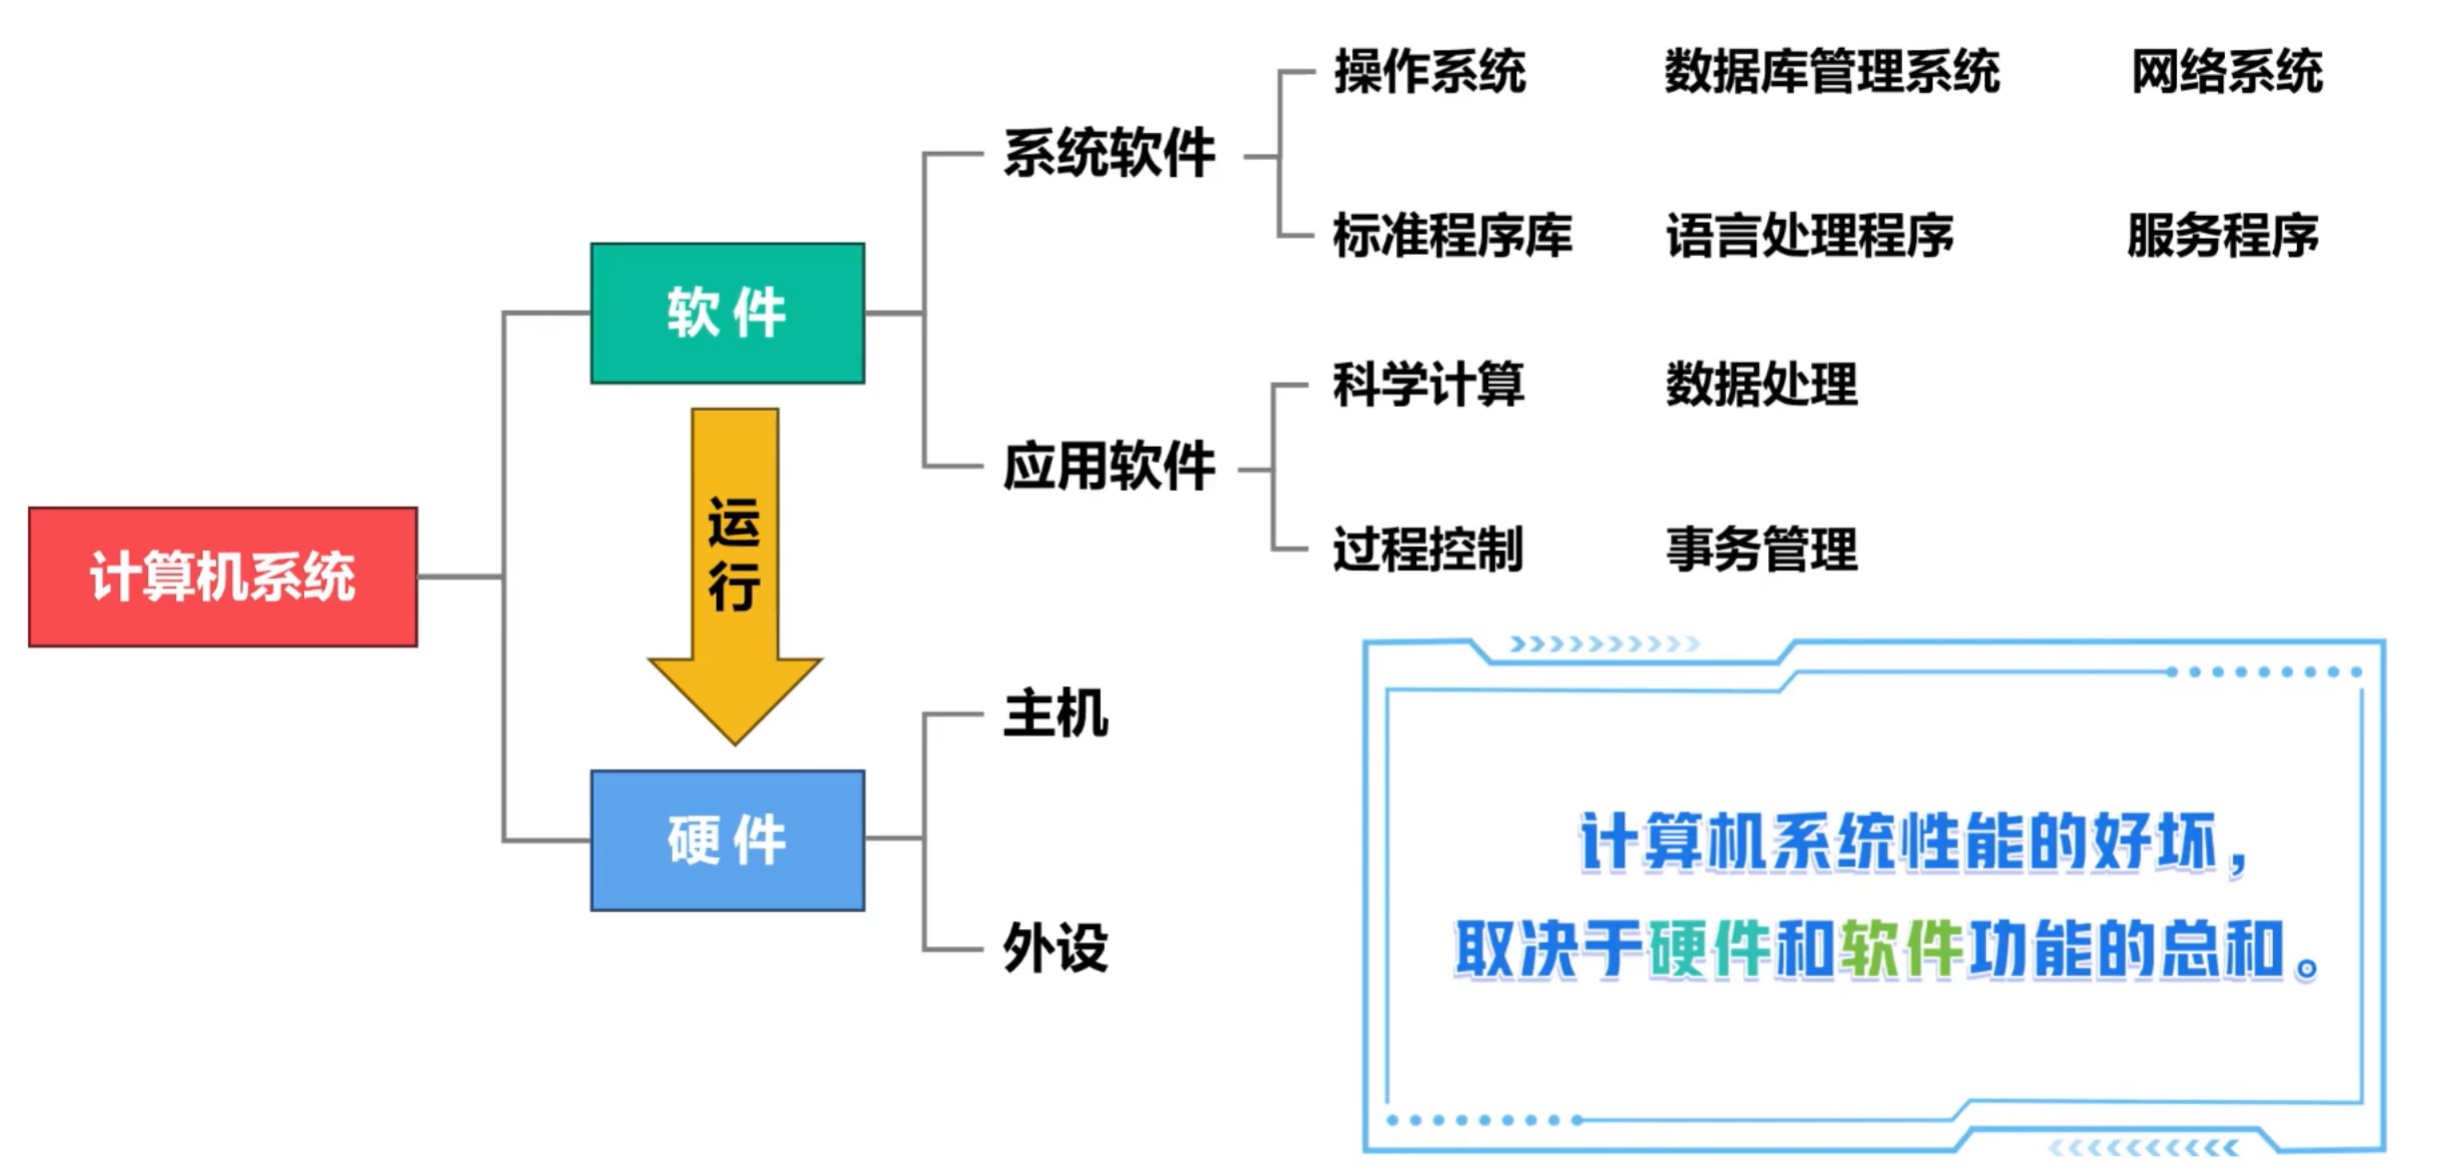 操作系统 数据库管理系统 网络系统
系统软件
标准程序库 语言处理程序 服务程序
软件
科学计算 数据处理
应用软件
运行
过程控制 事务管理
计算机系统
主机
硬件
外设
计算机系统性能的好坏，
取决于硬件和软件功能的总和。